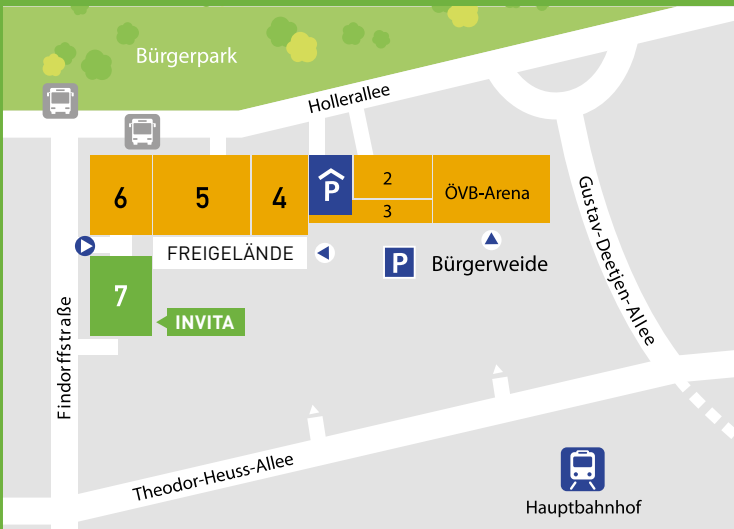 Bürgerpark
Hollerallee
6
5
4
P
2
3
ÖVB-Arena
Gustav-Deetjen-Allee
FREIGELÄNDE
P
Bürgerweide
7
INVITA
Findorffstraße
Theodor-Heuss-Allee
Hauptbahnhof